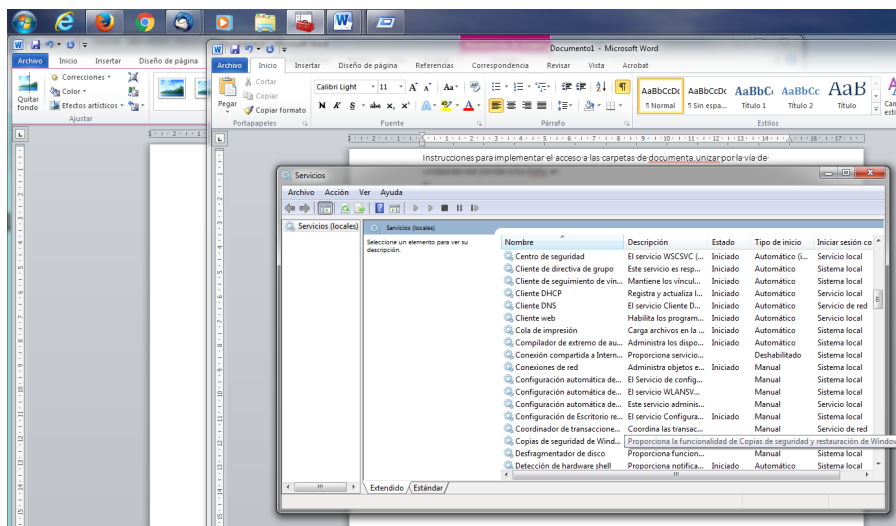 Archivo Inicio Insertar Diseño de página
Correcciones
Color
Efectos artísticos
Quitar fondo
Ajustar
Documento1 - Microsoft Word
Archivo Inicio Insertar Diseño de página Referencias Correspondencia Revisar Vista Acrobat
Cortar
Copiar
Copiar formato
Pegar
Portapapeles
Calibri Light 11
Fuente
Párrafo
AaBbCcDc AaBbCcDc AaBbC AaBbCc AaB
¶ Normal ¶ Sin espa... Título 1 Título 2 Título
Estilos
Instrucciones para implementar el acceso a las carpetas de documenta.unizar por la vía de
Servicios
Archivo Acción Ver Ayuda
Servicios (locales)
Servicios (locales)
Seleccione un elemento para ver su
descripción.
Nombre Descripción Estado Tipo de inicio Iniciar sesión co
Centro de seguridad El servicio WSCSVC (... Iniciado Automático (i... Servicio local
Cliente de directiva de grupo Este servicio es resp... Iniciado Automático Sistema local
Cliente de seguimiento de vín... Mantiene los víncul... Iniciado Automático Sistema local
Cliente DHCP Registra y actualiza l... Iniciado Automático Servicio local
Cliente DNS El servicio Cliente D... Iniciado Automático Servicio de red
Cliente web Habilita los program... Iniciado Automático Servicio local
Cola de impresión Carga archivos en la ... Iniciado Automático Sistema local
Compilador de extremo de au... Administra los dispo... Iniciado Automático Sistema local
Conexión compartida a Intern... Proporciona servicio... Deshabilitado Sistema local
Conexiones de red Administra objetos e... Iniciado Manual Sistema local
Configuración automática de... El Servicio de config... Manual Sistema local
Configuración automática de... El servicio WLANSV... Manual Sistema local
Configuración automática de... Este servicio adminis... Manual Servicio local
Configuración de Escritorio re... El servicio Configura... Iniciado Manual Sistema local
Coordinador de transaccione... Coordina las transac... Manual Servicio de red
Copias de seguridad de Wind... Proporciona la funcionalidad de Copias de seguridad y restauración de Window
Desfragmentador de disco Proporciona funcion... Manual Sistema local
Detección de hardware shell Proporciona notifica... Iniciado Automático Sistema local
Extendido Estándar